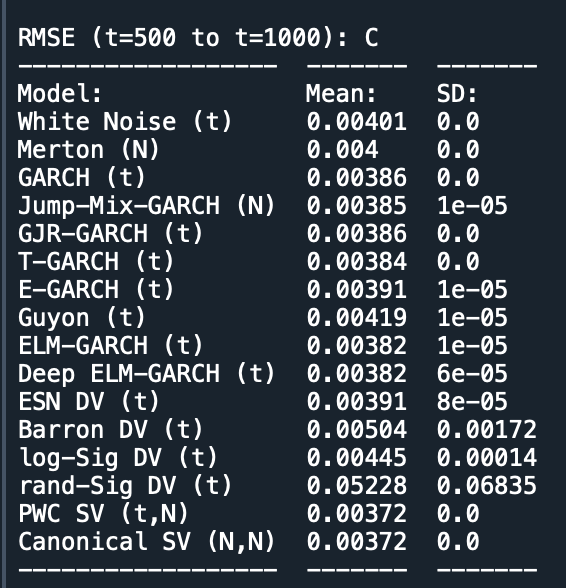 RMSE (t=500 to t=1000): C
------------------ ------- -------
Model: Mean: SD:
White Noise (t) 0.00401 0.0
Merton (N) 0.004 0.0
GARCH (t) 0.00386 0.0
Jump-Mix-GARCH (N) 0.00385 1e-05
GJR-GARCH (t) 0.00386 0.0
T-GARCH (t) 0.00384 0.0
E-GARCH (t) 0.00391 1e-05
Guyon (t) 0.00419 1e-05
ELM-GARCH (t) 0.00382 1e-05
Deep ELM-GARCH (t) 0.00382 6e-05
ESN DV (t) 0.00391 8e-05
Barron DV (t) 0.00504 0.00172
log-Sig DV (t) 0.00445 0.00014
rand-Sig DV (t) 0.05228 0.06835
PWC SV (t,N) 0.00372 0.0
Canonical SV (N,N) 0.00372 0.0
------------------ ------- -------